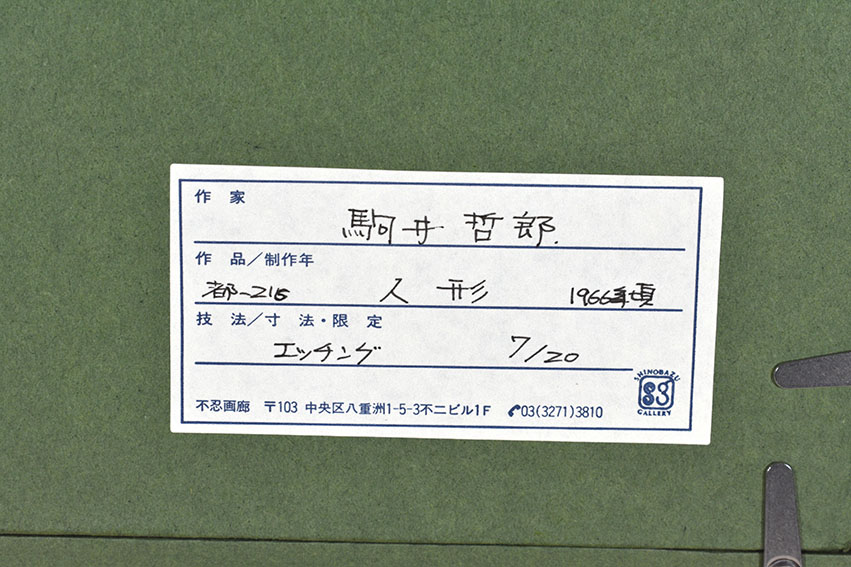 作 家
駒井哲郎.
作 品/制作年
都-215 人形 1966年頃
技 法/寸 法・限 定
エッチング 7/20
SHINOBAZU
GALLERY
不忍画廊 〒103 中央区八重洲1-5-3不二ビル1F ✆03(3271)3810